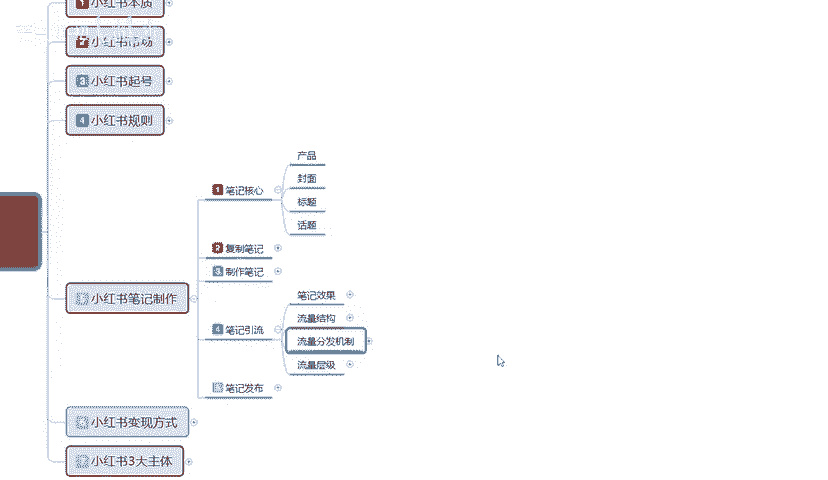 1 小红书本质
2 小红书市场
3 小红书起号
4 小红书规则
小红书笔记制作
1 笔记核心
产品
封面
标题
话题
2 复制笔记
3 制作笔记
4 笔记引流
笔记效果
流量结构
流量分发机制
流量层级
笔记发布
小红书变现方式
小红书3大主体